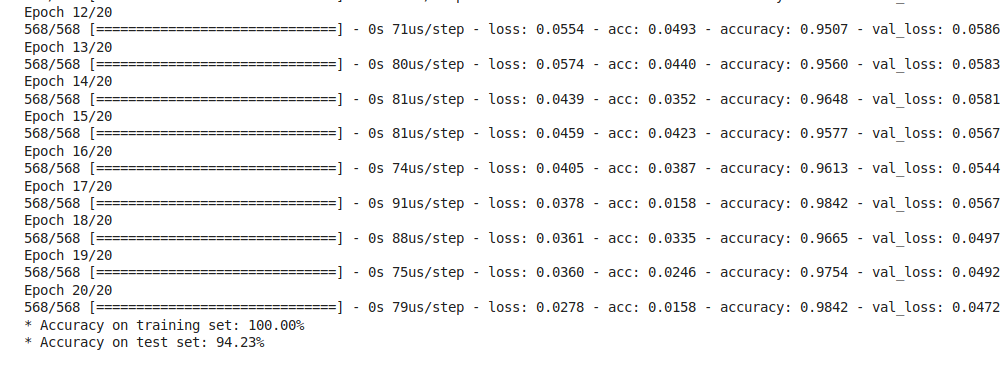 Epoch 12/20
568/568 [==============================] - 0s 71us/step - loss: 0.0554 - acc: 0.0493 - accuracy: 0.9507 - val_loss: 0.0586
Epoch 13/20
568/568 [==============================] - 0s 80us/step - loss: 0.0574 - acc: 0.0440 - accuracy: 0.9560 - val_loss: 0.0583
Epoch 14/20
568/568 [==============================] - 0s 81us/step - loss: 0.0439 - acc: 0.0352 - accuracy: 0.9648 - val_loss: 0.0581
Epoch 15/20
568/568 [==============================] - 0s 81us/step - loss: 0.0459 - acc: 0.0423 - accuracy: 0.9577 - val_loss: 0.0567
Epoch 16/20
568/568 [==============================] - 0s 74us/step - loss: 0.0405 - acc: 0.0387 - accuracy: 0.9613 - val_loss: 0.0544
Epoch 17/20
568/568 [==============================] - 0s 91us/step - loss: 0.0378 - acc: 0.0158 - accuracy: 0.9842 - val_loss: 0.0567
Epoch 18/20
568/568 [==============================] - 0s 88us/step - loss: 0.0361 - acc: 0.0335 - accuracy: 0.9665 - val_loss: 0.0497
Epoch 19/20
568/568 [==============================] - 0s 75us/step - loss: 0.0360 - acc: 0.0246 - accuracy: 0.9754 - val_loss: 0.0492
Epoch 20/20
568/568 [==============================] - 0s 79us/step - loss: 0.0278 - acc: 0.0158 - accuracy: 0.9842 - val_loss: 0.0472
* Accuracy on training set: 100.00%
* Accuracy on test set: 94.23%